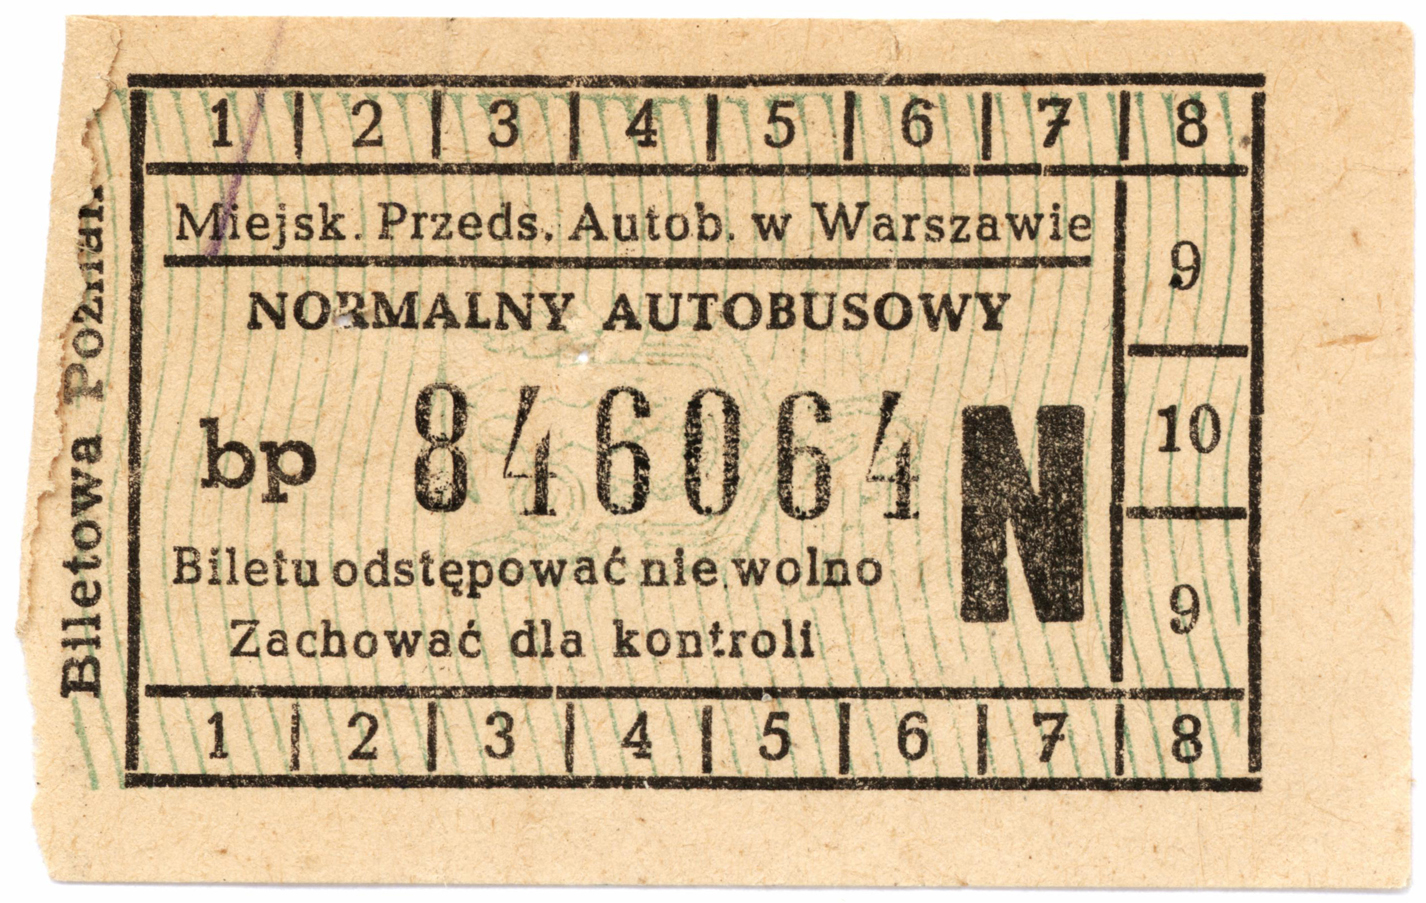 1 2 3 4 5 6 7 8
Miejsk. Przeds. Autob. w Warszawie
9
NORMALNY AUTOBUSOWY
bp 846064 N
10
Biletu odstępować nie wolno
9
Zachować dla kontroli
1 2 3 4 5 6 7 8
Biletowa Poznań